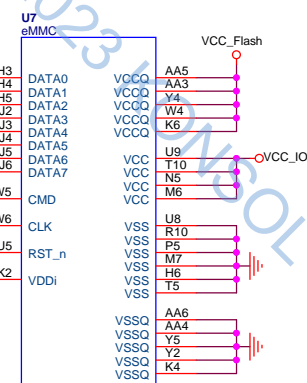 2023 KONSOL
U7
eMMC
VCC_Flash
H3 DATA0 VCCQ AA5
H4 DATA1 VCCQ AA3
H5 DATA2 VCCQ Y4
J2 DATA3 VCCQ W4
J3 DATA4 VCCQ K6
J4 DATA5
J5 DATA6 VCC U9 VCC_IO
J6 DATA7 VCC T10
VCC N5
W5 CMD VCC M6
W6 CLK VSS U8
VSS R10
U5 RST_n VSS P5
VSS M7
K2 VDDi VSS H6
VSS T5
VSSQ AA6
VSSQ AA4
VSSQ Y5
VSSQ Y2
VSSQ K4